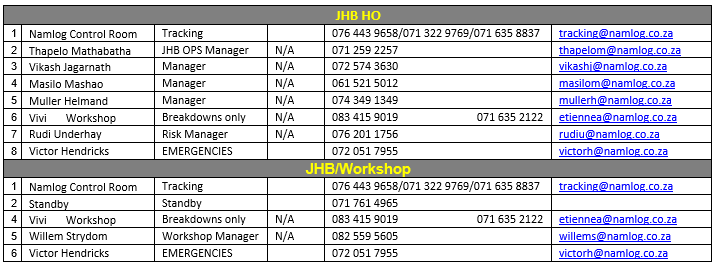 JHB HO
1 Namlog Control Room Tracking 076 443 9658/071 322 9769/071 635 8837 tracking@namlog.co.za
2 Thapelo Mathabatha JHB OPS Manager N/A 071 259 2257 thapelom@namlog.co.za
3 Vikash Jagarnath Manager N/A 072 574 3630 vikashj@namlog.co.za
4 Masilo Mashao Manager N/A 061 521 5012 masilom@namlog.co.za
5 Muller Helmand Manager N/A 074 349 1349 mullerh@namlog.co.za
6 Vivi Workshop Breakdowns only N/A 083 415 9019 071 635 2122 etiennea@namlog.co.za
7 Rudi Underhay Risk Manager N/A 076 201 1756 rudiu@namlog.co.za
8 Victor Hendricks EMERGENCIES 072 051 7955 victorh@namlog.co.za
JHB/Workshop
1 Namlog Control Room Tracking 076 443 9658/071 322 9769/071 635 8837 tracking@namlog.co.za
2 Standby Standby 071 761 4965
4 Vivi Workshop Breakdowns only N/A 083 415 9019 071 635 2122 etiennea@namlog.co.za
5 Willem Strydom Workshop Manager N/A 082 559 5605 willems@namlog.co.za
6 Victor Hendricks EMERGENCIES 072 051 7955 victorh@namlog.co.za